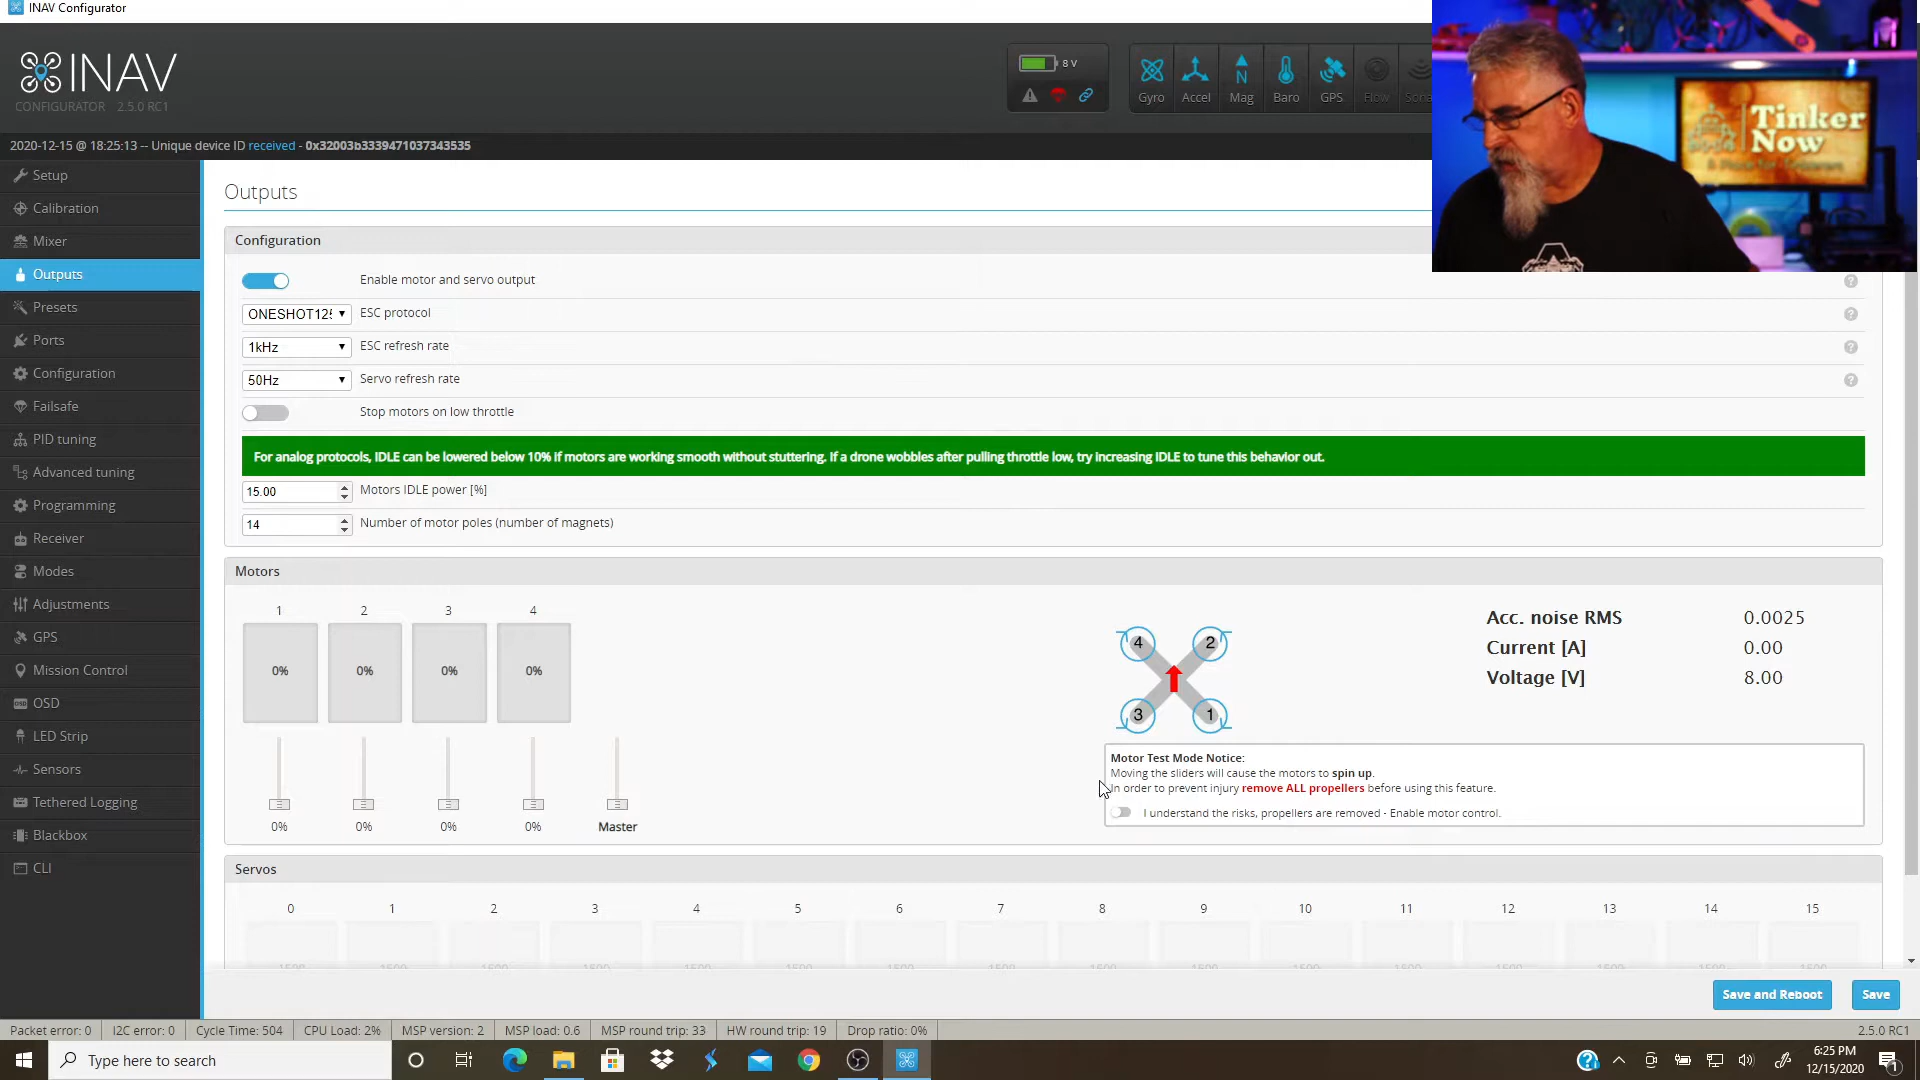 INAV Configurator
INAV
CONFIGURATOR 2.5.0 RC1
8 V
Gyro Accel Mag Baro GPS Flow
Tinker
Now
2020-12-15 @ 18:25:13 -- Unique device ID received - 0x32003b3339471037343535
Setup
Calibration
Mixer
Outputs
Presets
Ports
Configuration
Failsafe
PID tuning
Advanced tuning
Programming
Receiver
Modes
Adjustments
GPS
Mission Control
OSD
LED Strip
Sensors
Tethered Logging
Blackbox
CLI
Outputs
Configuration
Enable motor and servo output
ONESHOT125 ESC protocol
1kHz ESC refresh rate
50Hz Servo refresh rate
Stop motors on low throttle
For analog protocols, IDLE can be lowered below 10% if motors are working smooth without stuttering. If a drone wobbles after pulling throttle low, try increasing IDLE to tune this behavior out.
15.00 Motors IDLE power [%]
14 Number of motor poles (number of magnets)
Motors
1 2 3 4
0% 0% 0% 0%
0% 0% 0% 0% Master
4 2
3 1
Acc. noise RMS 0.0025
Current [A] 0.00
Voltage [V] 8.00
Motor Test Mode Notice:
Moving the sliders will cause the motors to spin up.
In order to prevent injury remove ALL propellers before using this feature.
I understand the risks, propellers are removed - Enable motor control.
Servos
0 1 2 3 4 5 6 7 8 9 10 11 12 13 14 15
Save and Reboot Save
Packet error: 0 I2C error: 0 Cycle Time: 504 CPU Load: 2% MSP version: 2 MSP load: 0.6 MSP round trip: 33 HW round trip: 19 Drop ratio: 0% 2.5.0 RC1
Type here to search
6:25 PM
12/15/2020
1